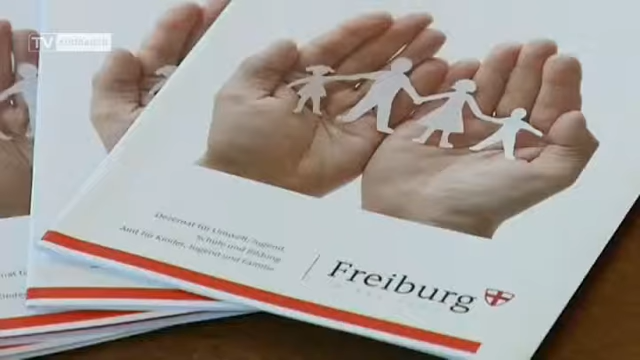 TV
Dezernat für Umwelt, Jugend,
Schule und Bildung
Amt für Kinder, Jugend und Familie
Freiburg